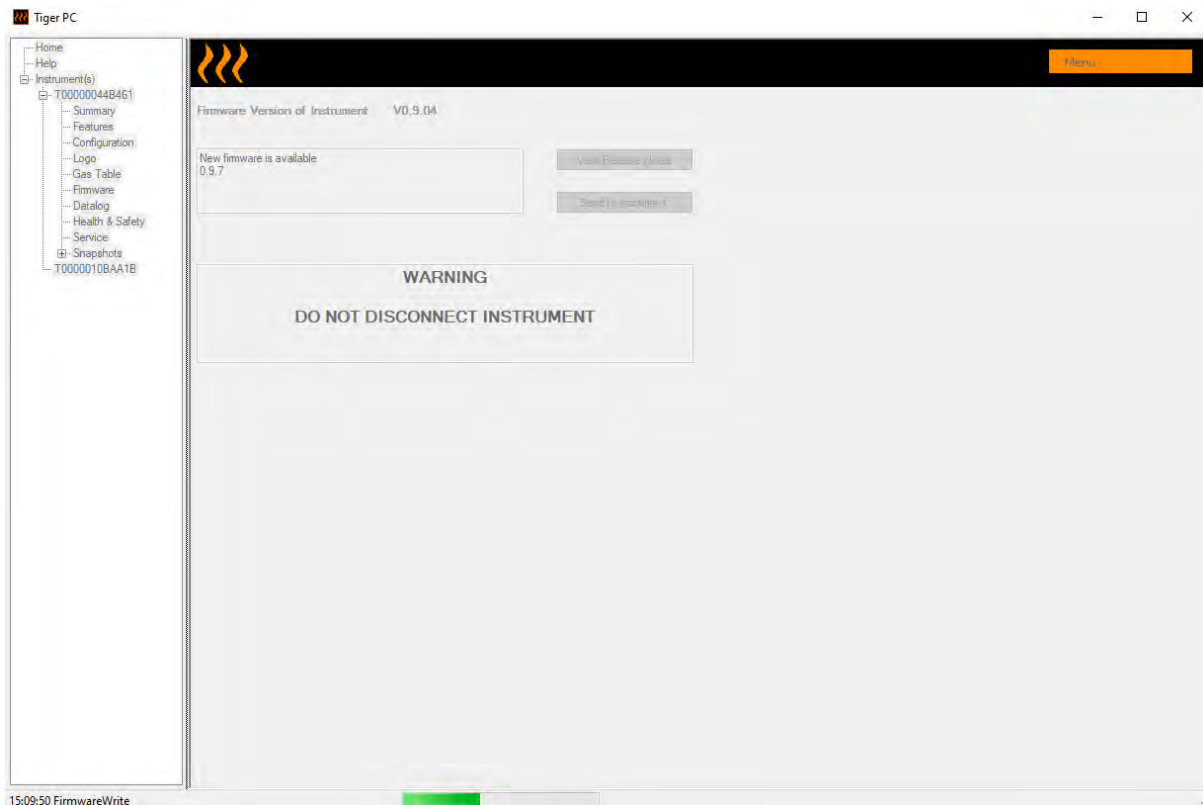 Tiger PC
Home
Help
Instrument(s)
T00000044B461
Summary
Features
Configuration
Logo
Gas Table
Firmware
Datalog
Health & Safety
Service
Snapshots
T0000010BAA1B
Menu
Firmware Version of Instrument V0.9.04
New firmware is available
0.9.7
View Release Notes
Send to Instrument
WARNING
DO NOT DISCONNECT INSTRUMENT
15:09:50 FirmwareWrite